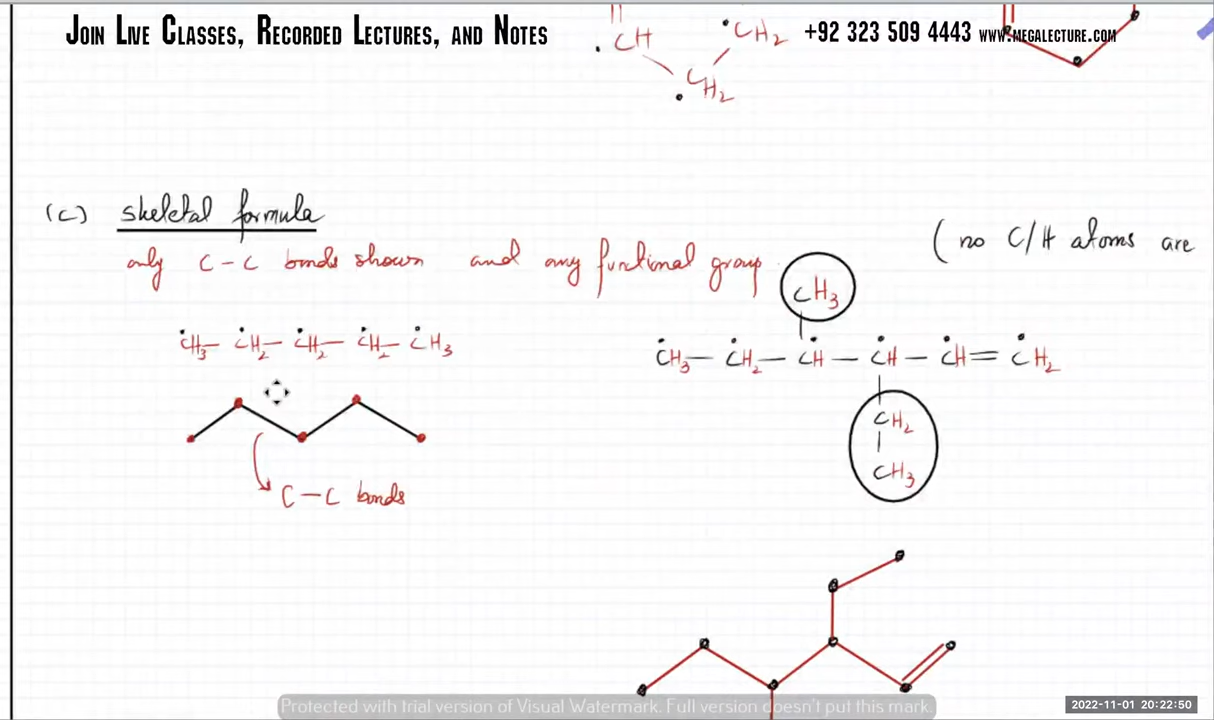 JOIN LIVE CLASSES, RECORDED LECTURES, AND NOTES +92 323 509 4443 WWW.MEGALECTURE.COM
CH CH2
CH2
(c) skeletal formula
(no C/H atoms are
only C-C bonds shown and any functional group
CH3
CH3-CH2-CH2-CH2-CH3
CH3-CH2-CH-CH-CH=CH2
CH2
CH3
C-C bonds
Protected with trial version of Visual Watermark. Full version doesn't put this mark.
2022-11-01 20:22:50